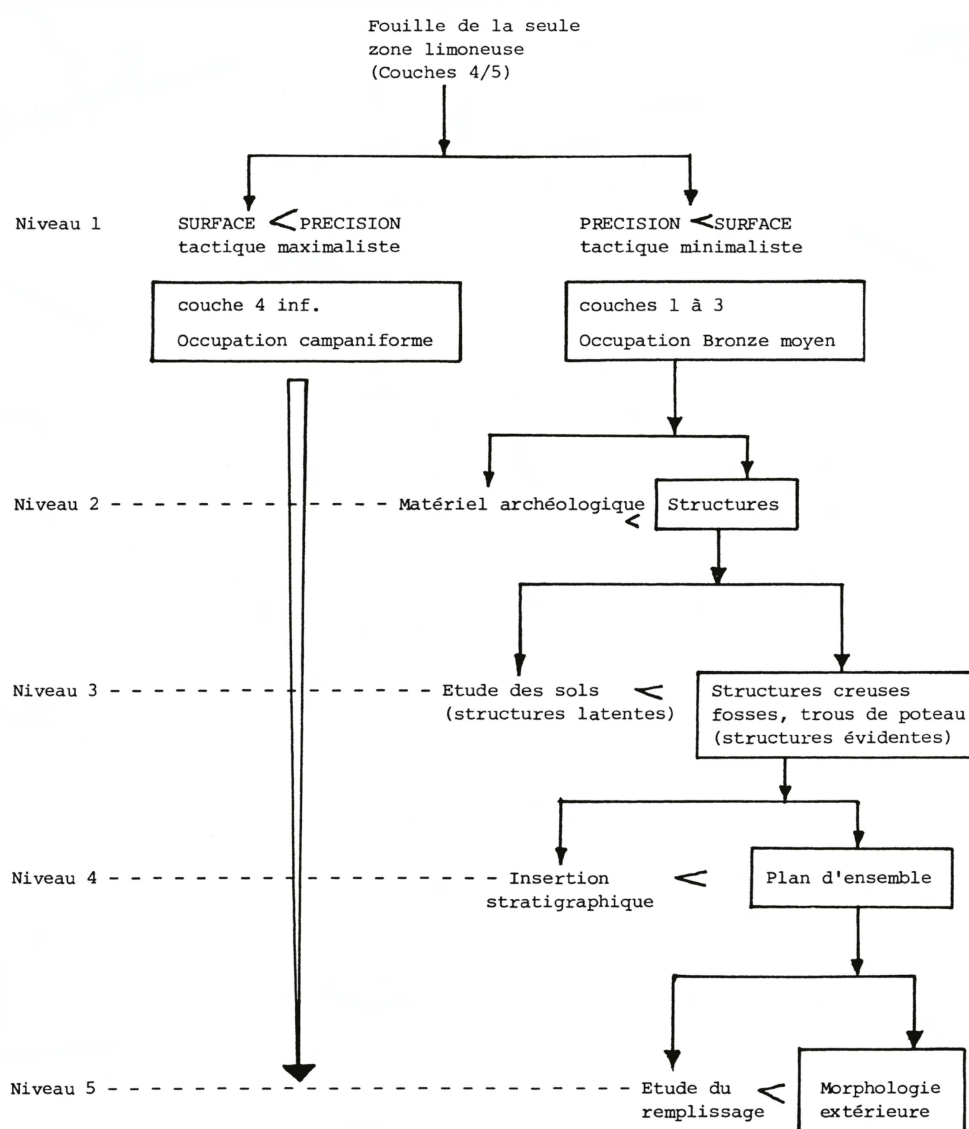 Fouille de la seule
zone limoneuse
(Couches 4/5)
Niveau 1
SURFACE < PRECISION
tactique maximaliste
PRECISION < SURFACE
tactique minimaliste
couche 4 inf.
Occupation campaniforme
couches 1 à 3
Occupation Bronze moyen
Niveau 2 - - - - - - - - - - - - - - - - - - - - Matériel archéologique < Structures
Niveau 3 - - - - - - - - - - - - - - - - - - - - - - - Etude des sols <
(structures latentes)
Structures creuses
fosses, trous de poteau
(structures évidentes)
Niveau 4 - - - - - - - - - - - - - - - - - - - - - - - - - - - Insertion <
stratigraphique
Plan d'ensemble
Niveau 5 - - - - - - - - - - - - - - - - - - - - - - - - - - - - - - - - - - - - Etude du <
remplissage
Morphologie
extérieure